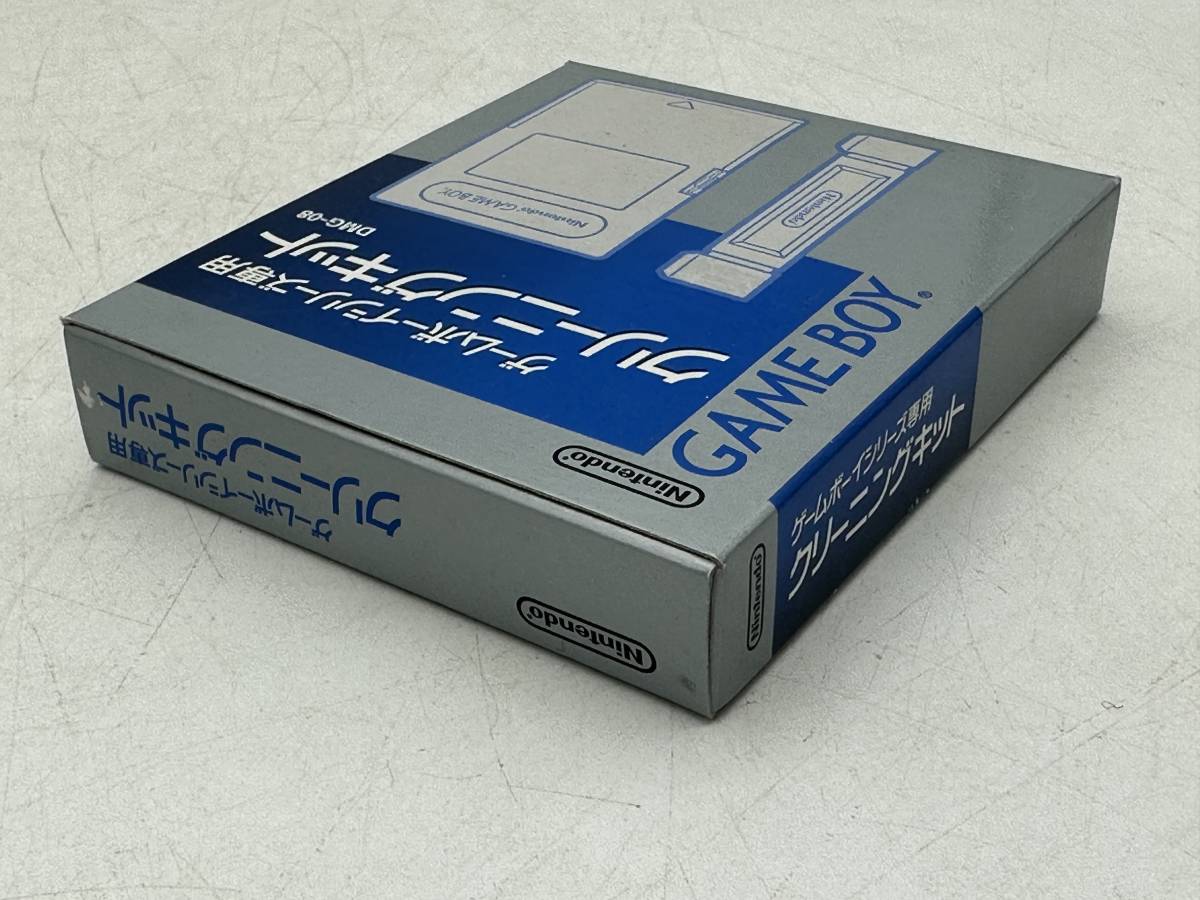 Nintendo
GAME BOY®
ゲームボーイシリーズ専用
クリーニングキット
DMG-08
Nintendo GAME BOY
Nintendo
ゲームボーイシリーズ専用
クリーニングキット
Nintendo
Nintendo
ゲームボーイシリーズ専用
クリーニングキット